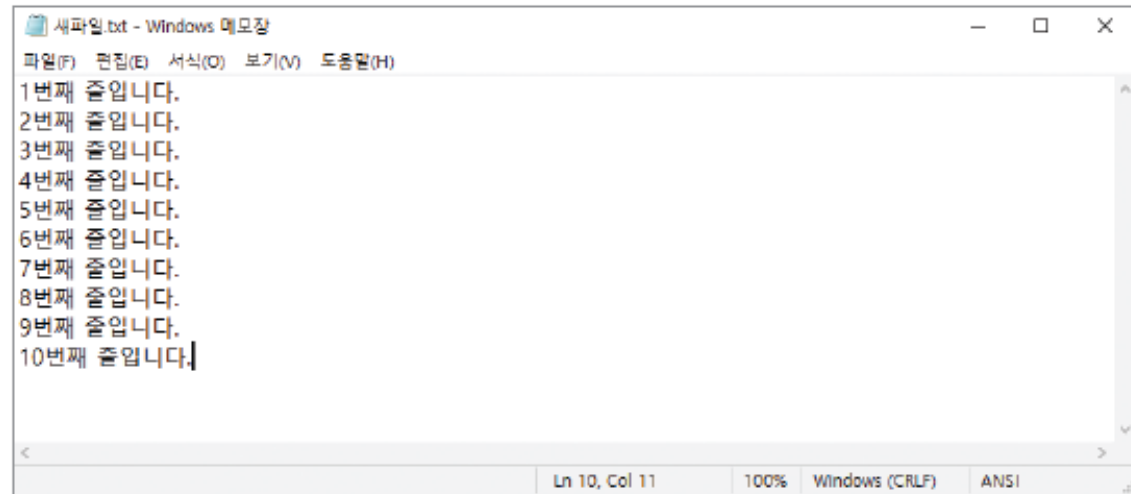 새파일.txt - Windows 메모장
파일(F) 편집(E) 서식(O) 보기(V) 도움말(H)
1번째 줄입니다.
2번째 줄입니다.
3번째 줄입니다.
4번째 줄입니다.
5번째 줄입니다.
6번째 줄입니다.
7번째 줄입니다.
8번째 줄입니다.
9번째 줄입니다.
10번째 줄입니다.
Ln 10, Col 11 100% Windows (CRLF) ANSI